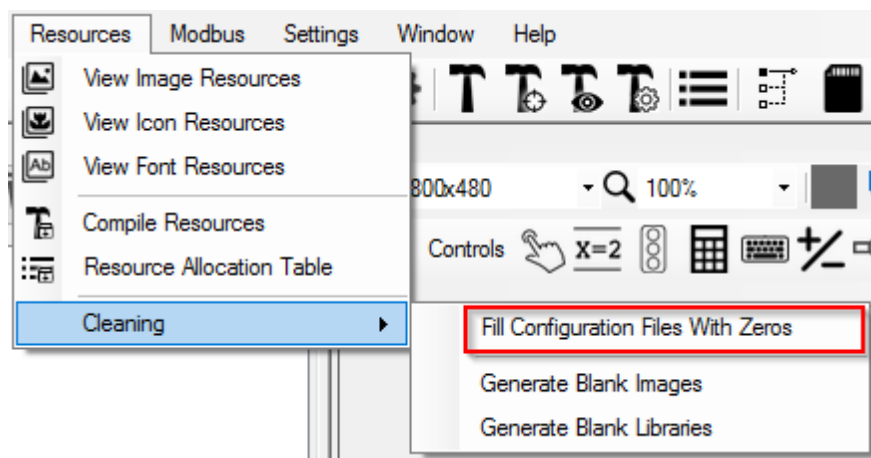 Resources Modbus Settings Window Help
View Image Resources
View Icon Resources
View Font Resources
800x480 100%
Compile Resources
Controls X=2
Resource Allocation Table
Cleaning
Fill Configuration Files With Zeros
Generate Blank Images
Generate Blank Libraries